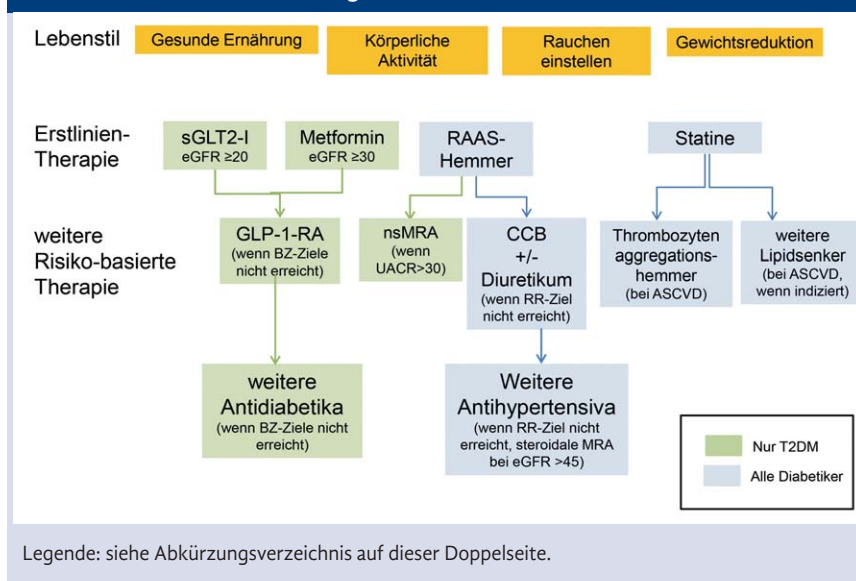 Lebenstil
Gesunde Ernährung
Körperliche
Aktivität
Rauchen
einstellen
Gewichtsreduktion
Erstlinien-
Therapie
sGLT2-I
eGFR ≥20
Metformin
eGFR ≥30
RAAS-
Hemmer
Statine
weitere
Risiko-basierte
Therapie
GLP-1-RA
(wenn BZ-Ziele
nicht erreicht)
nsMRA
(wenn
UACR>30)
CCB
+/-
Diuretikum
(wenn RR-Ziel
nicht erreicht)
Thrombozyten
aggregations-
hemmer
(bei ASCVD)
weitere
Lipidsenker
(bei ASCVD,
wenn indiziert)
weitere
Antidiabetika
(wenn BZ-Ziele nicht
erreicht)
Weitere
Antihypertensiva
(wenn RR-Ziel nicht
erreicht, steroidale MRA
bei eGFR >45)
Nur T2DM
Alle Diabetiker
Legende: siehe Abkürzungsverzeichnis auf dieser Doppelseite.